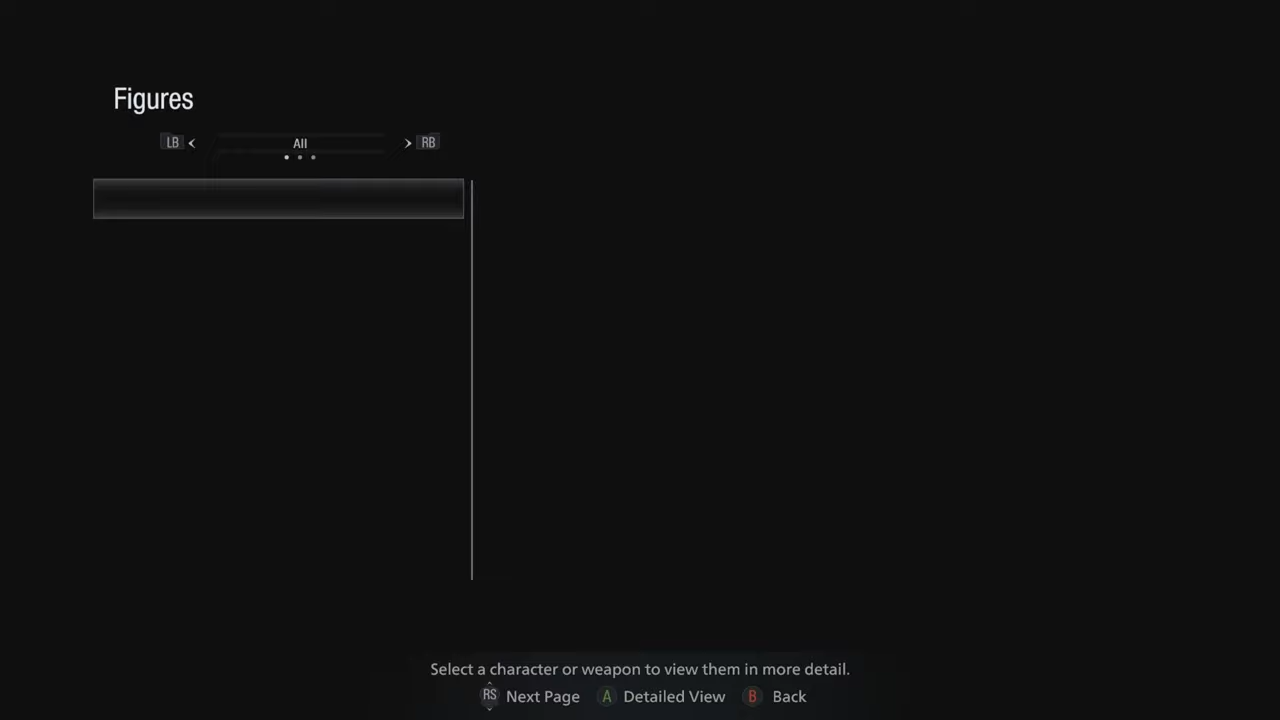 Figures
LB All RB
Select a character or weapon to view them in more detail.
RS Next Page A Detailed View B Back